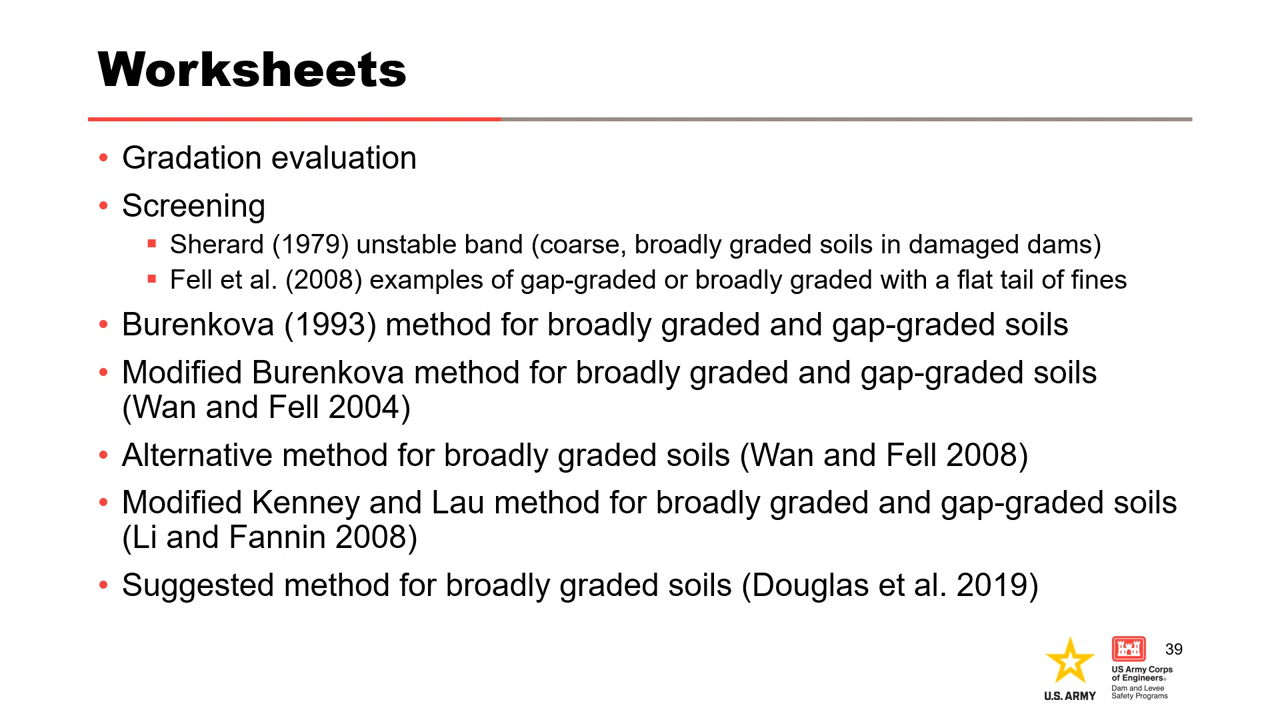 Worksheets
• Gradation evaluation
• Screening
▪ Sherard (1979) unstable band (coarse, broadly graded soils in damaged dams)
▪ Fell et al. (2008) examples of gap-graded or broadly graded with a flat tail of fines
• Burenkova (1993) method for broadly graded and gap-graded soils
• Modified Burenkova method for broadly graded and gap-graded soils
(Wan and Fell 2004)
• Alternative method for broadly graded soils (Wan and Fell 2008)
• Modified Kenney and Lau method for broadly graded and gap-graded soils
(Li and Fannin 2008)
• Suggested method for broadly graded soils (Douglas et al. 2019)
U.S. ARMY
US Army Corps
of Engineers®
Dam and Levee
Safety Programs
39